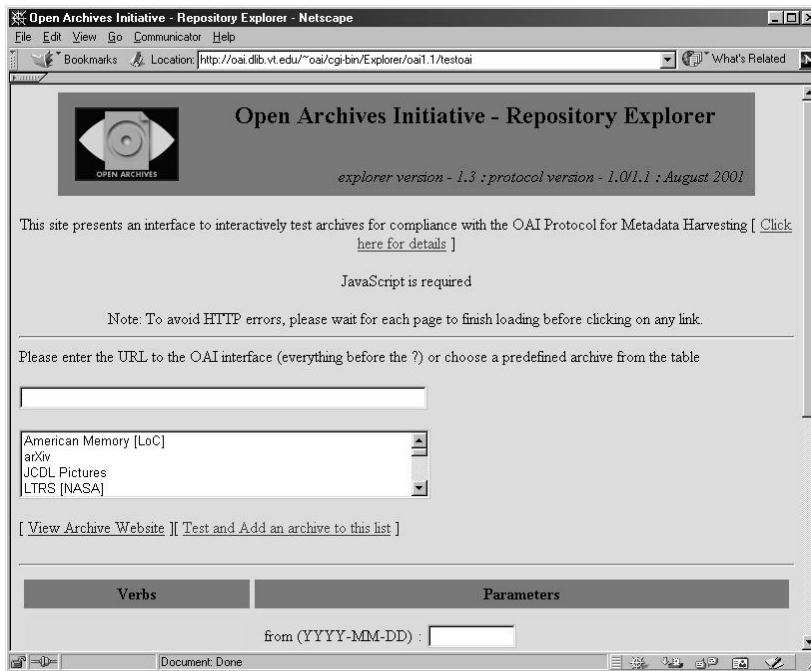 Open Archives Initiative - Repository Explorer - Netscape
File Edit View Go Communicator Help
Bookmarks Location: http://oai.dlib.vt.edu/~oai/cgi-bin/Explorer/oai1.1/testoai What's Related
OPEN ARCHIVES
Open Archives Initiative - Repository Explorer
explorer version - 1.3 : protocol version - 1.0/1.1 : August 2001
This site presents an interface to interactively test archives for compliance with the OAI Protocol for Metadata Harvesting [ Click
here for details ]
JavaScript is required
Note: To avoid HTTP errors, please wait for each page to finish loading before clicking on any link.
Please enter the URL to the OAI interface (everything before the ?) or choose a predefined archive from the table
American Memory [LoC]
arXiv
JCDL Pictures
LTRS [NASA]
[ View Archive Website ][ Test and Add an archive to this list ]
Verbs Parameters
from (YYYY-MM-DD) :
Document: Done